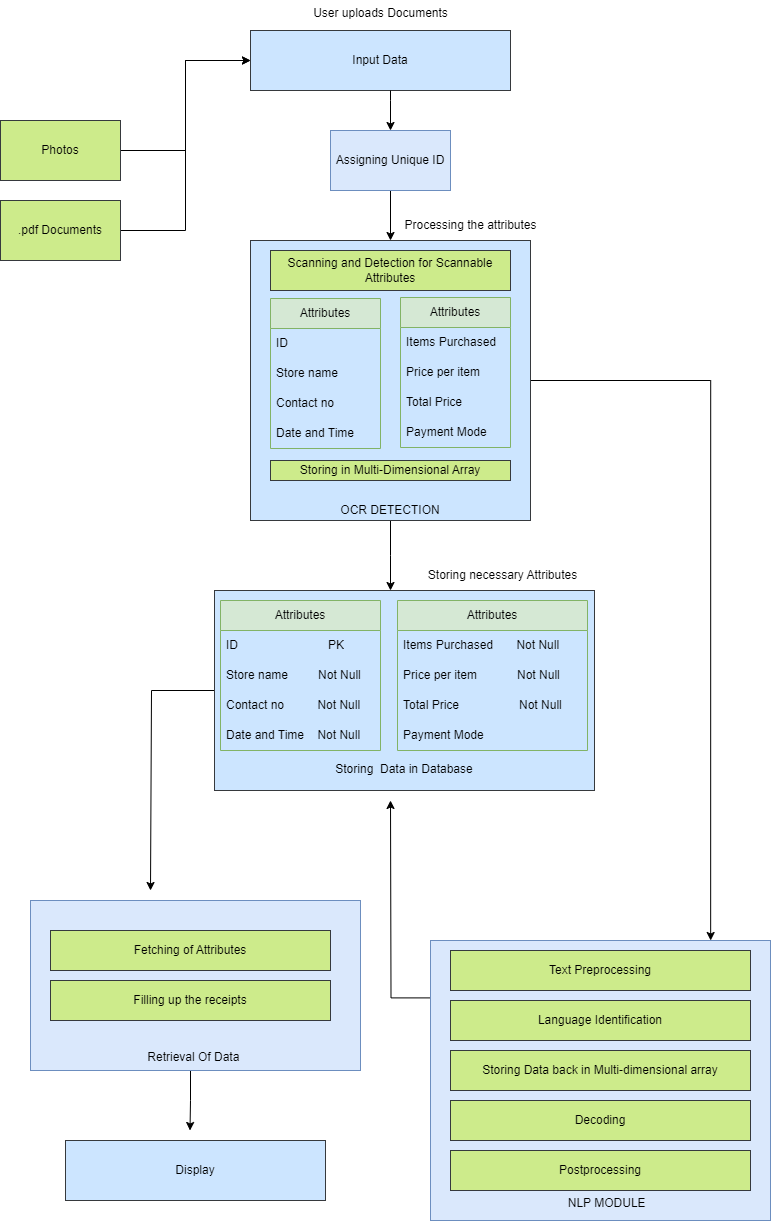 User uploads Documents
Input Data
Photos
Assigning Unique ID
.pdf Documents
Processing the attributes
Scanning and Detection for Scannable
Attributes
Attributes
ID
Store name
Contact no
Date and Time
Attributes
Items Purchased
Price per item
Total Price
Payment Mode
Storing in Multi-Dimensional Array
OCR DETECTION
Storing necessary Attributes
Attributes
ID PK
Store name Not Null
Contact no Not Null
Date and Time Not Null
Attributes
Items Purchased Not Null
Price per item Not Null
Total Price Not Null
Payment Mode
Storing Data in Database
Fetching of Attributes
Filling up the receipts
Retrieval Of Data
Display
Text Preprocessing
Language Identification
Storing Data back in Multi-dimensional array
Decoding
Postprocessing
NLP MODULE